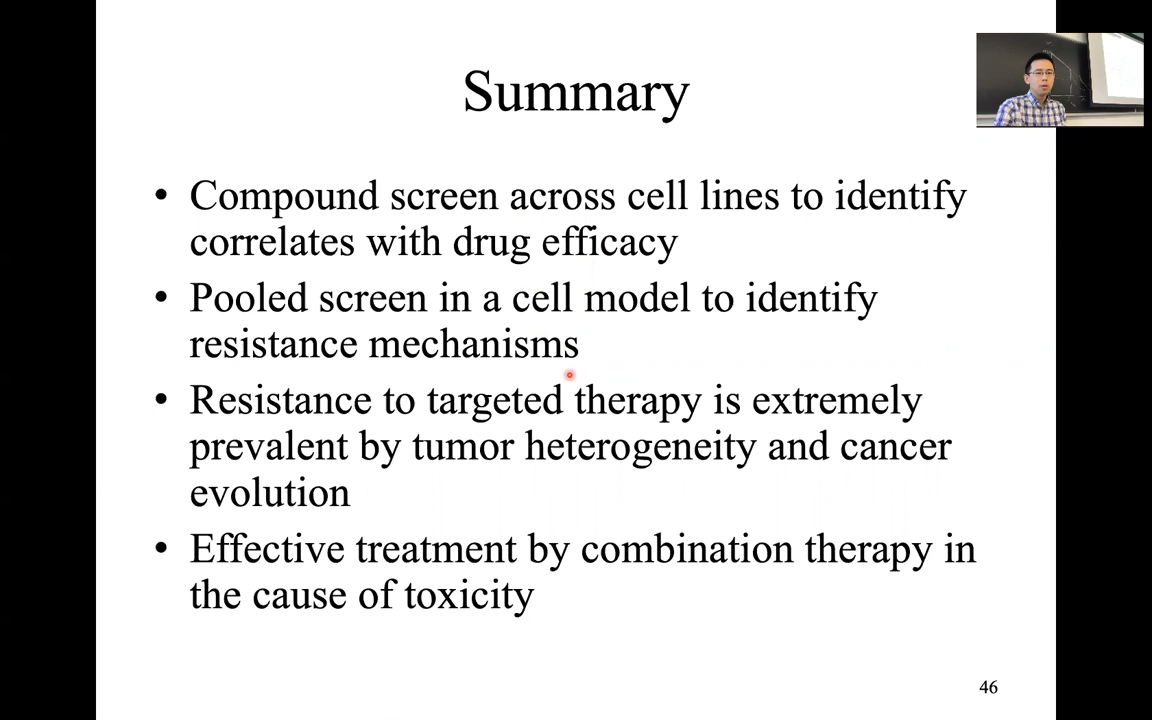 Summary
• Compound screen across cell lines to identify
correlates with drug efficacy
• Pooled screen in a cell model to identify
resistance mechanisms
• Resistance to targeted therapy is extremely
prevalent by tumor heterogeneity and cancer
evolution
• Effective treatment by combination therapy in
the cause of toxicity
46